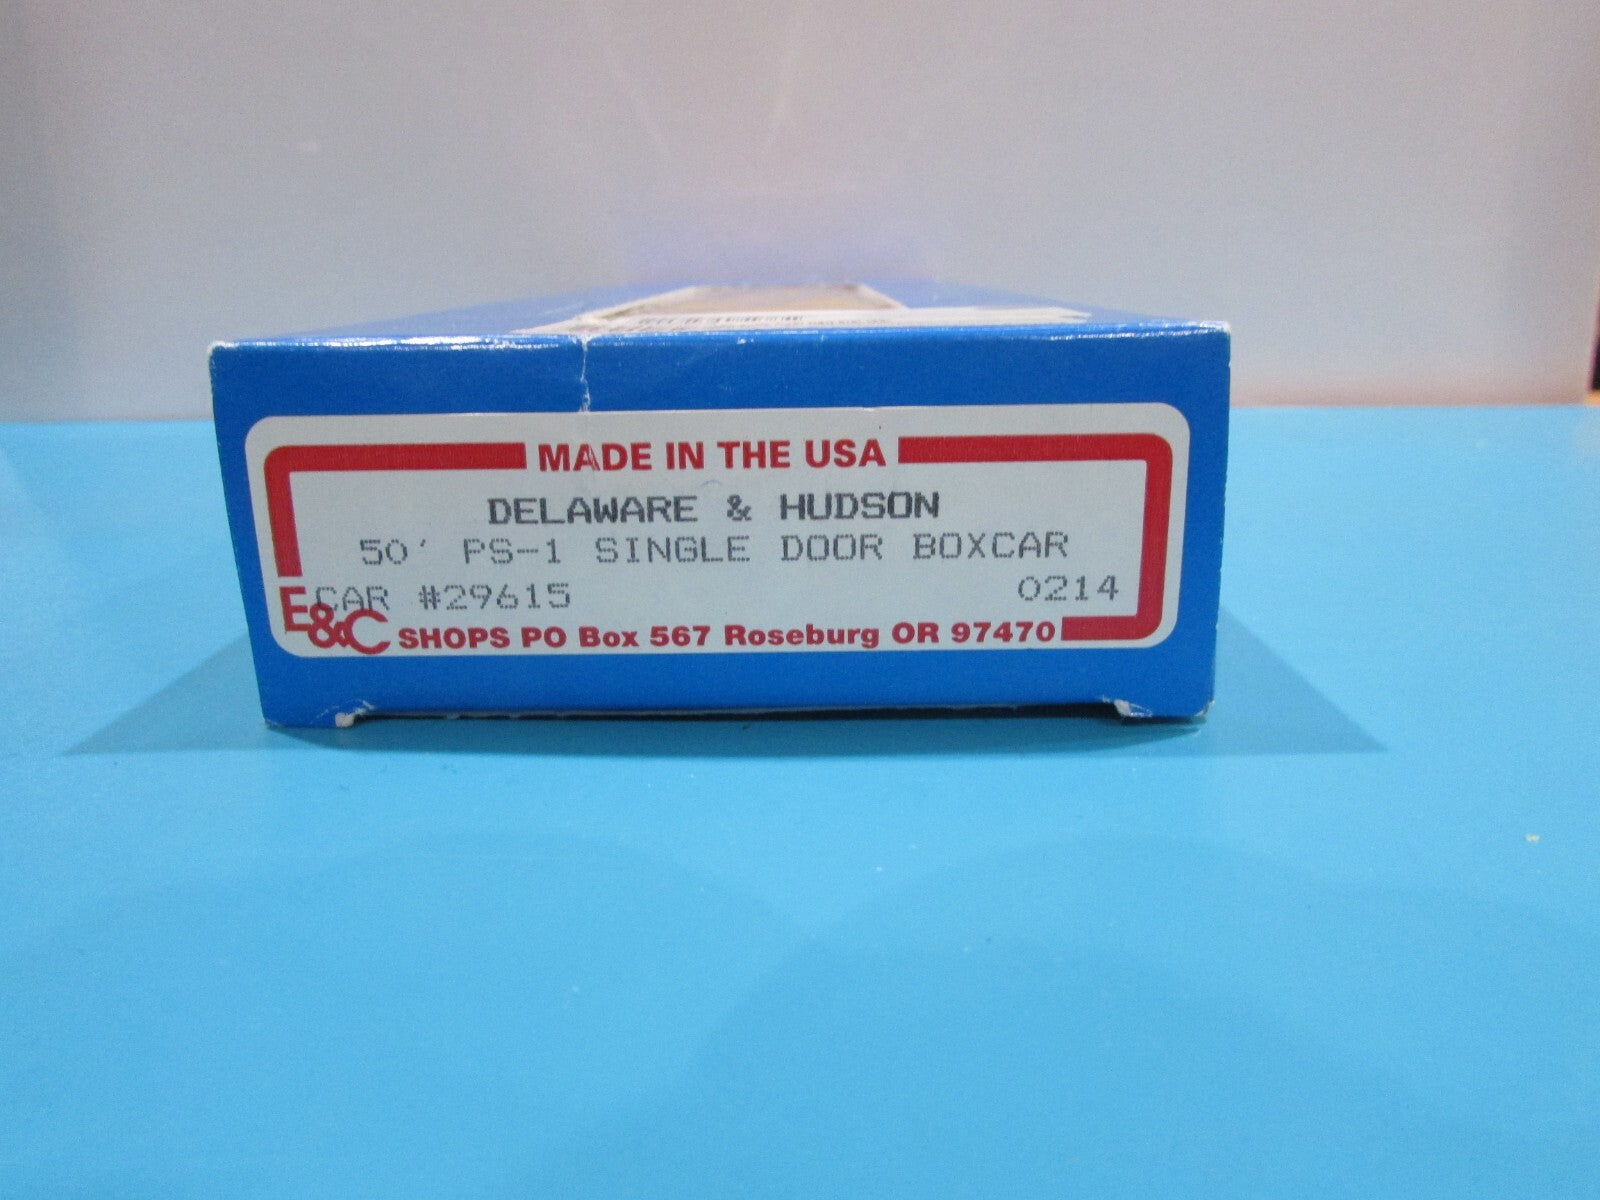 MADE IN THE USA
DELAWARE & HUDSON
50' PS-1 SINGLE DOOR BOXCAR
CAR #29615 0214
E&C SHOPS PO Box 567 Roseburg OR 97470